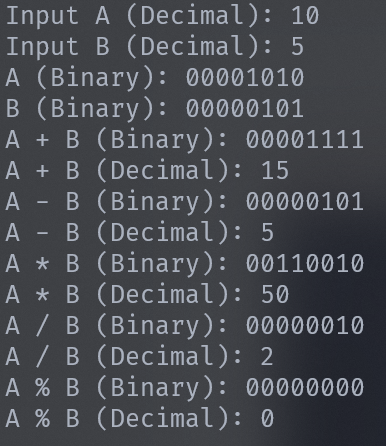 Input A (Decimal): 10
Input B (Decimal): 5
A (Binary): 00001010
B (Binary): 00000101
A + B (Binary): 00001111
A + B (Decimal): 15
A - B (Binary): 00000101
A - B (Decimal): 5
A * B (Binary): 00110010
A * B (Decimal): 50
A / B (Binary): 00000010
A / B (Decimal): 2
A % B (Binary): 00000000
A % B (Decimal): 0